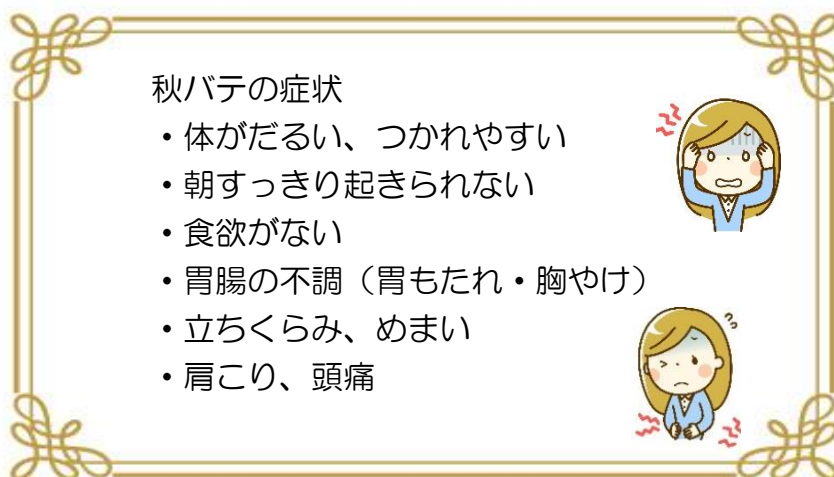 秋バテの症状
・体がだるい、つかれやすい
・朝すっきり起きられない
・食欲がない
・胃腸の不調（胃もたれ・胸やけ）
・立ちくらみ、めまい
・肩こり、頭痛